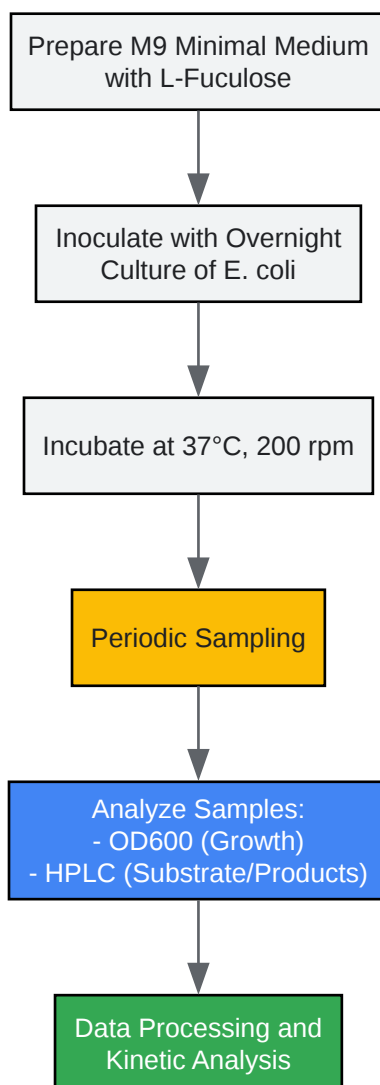 Prepare M9 Minimal Medium
with L-Fuculose
Inoculate with Overnight
Culture of E. coli
Incubate at 37°C, 200 rpm
Periodic Sampling
Analyze Samples:
- OD600 (Growth)
- HPLC (Substrate/Products)
Data Processing and
Kinetic Analysis